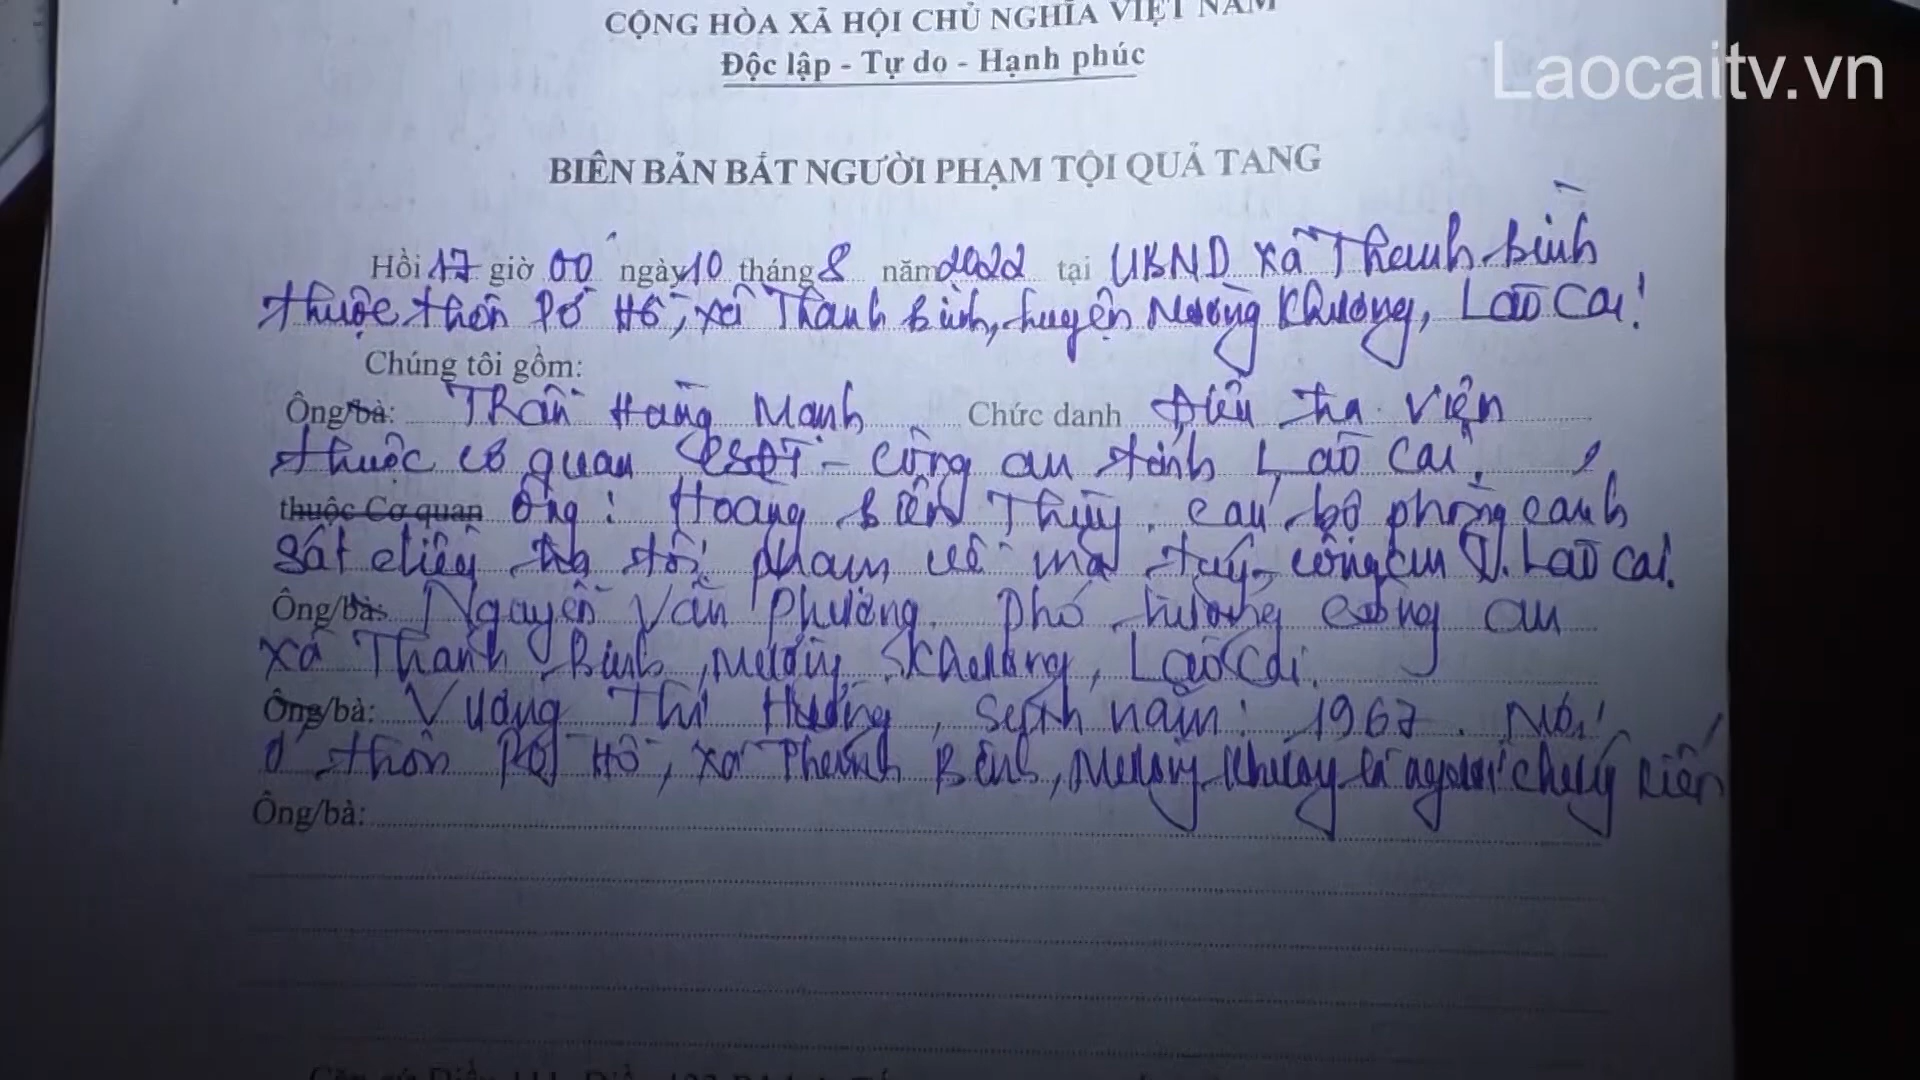 CỘNG HÒA XÃ HỘI CHỦ NGHĨA VIỆT NAM
Độc lập - Tự do - Hạnh phúc
Laocaitv.vn
BIÊN BẢN BẮT NGƯỜI PHẠM TỘI QUẢ TANG
Hồi 17 giờ 00 ngày 10 tháng 8 năm 2022 tại UBND xã Thanh Bình
thuộc thôn Pờ Hồ, xã Thanh Bình, huyện Mường Khương, Lào Cai.
Chúng tôi gồm:
Ông/bà: Trần Hùng Mạnh Chức danh Điều tra viên
thuộc cơ quan CSĐT - Công an tỉnh Lào Cai.
thuộc Cơ quan Ông: Hoàng Thủy, cán bộ phòng cảnh
sát điều tra tội phạm về ma túy, công an T. Lào Cai.
Ông/bà: Nguyễn Văn Phường. Phó trưởng công an
xã Thanh Bình, Mường Khương, Lào Cai.
Ông/bà: Vương Thị Hường, sinh năm: 1967. Nơi
ở thôn Pờ Hồ, xã Thanh Bình, Mường Khương là người chứng kiến
Ông/bà: